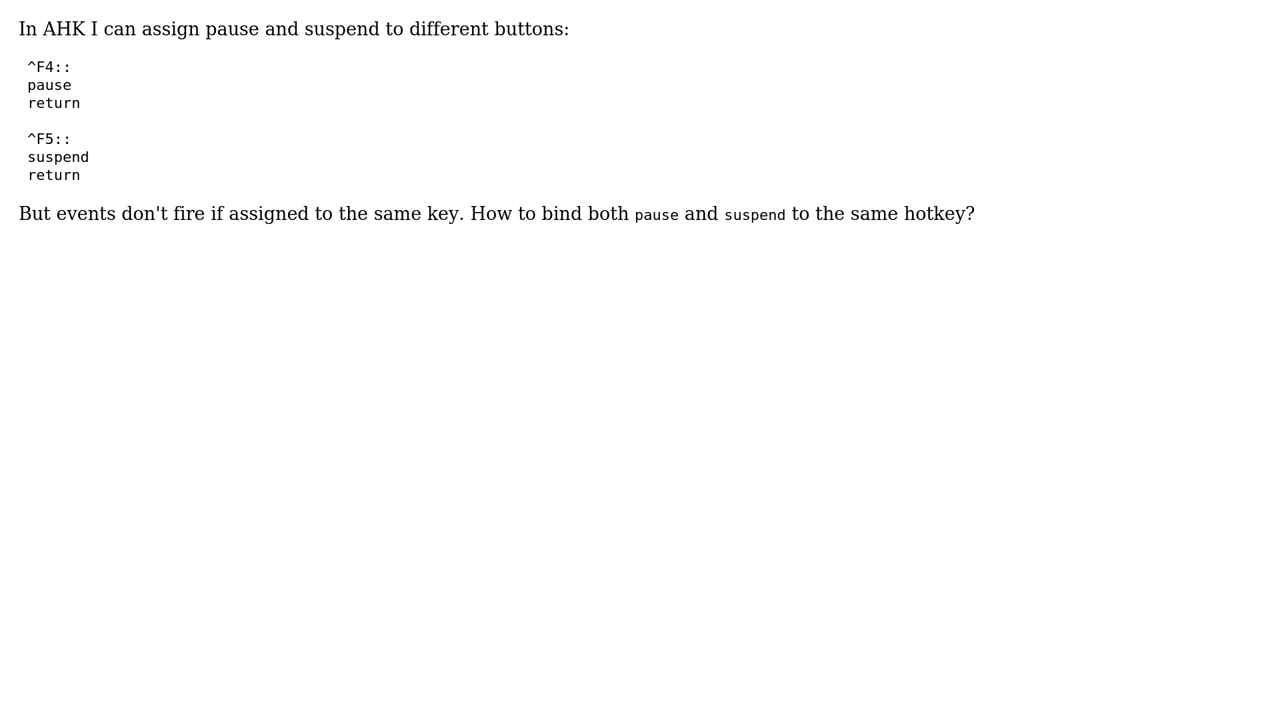 In AHK I can assign pause and suspend to different buttons:
^F4::
pause
return
^F5::
suspend
return
But events don't fire if assigned to the same key. How to bind both pause and suspend to the same hotkey?